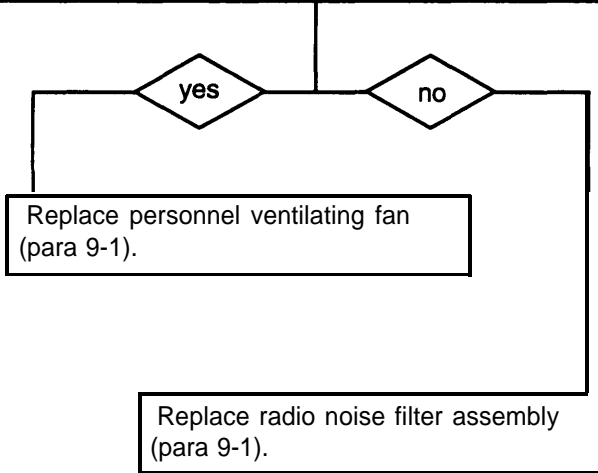 yes
no
Replace personnel ventilating fan
(para 9-1).
Replace radio noise filter assembly
(para 9-1).